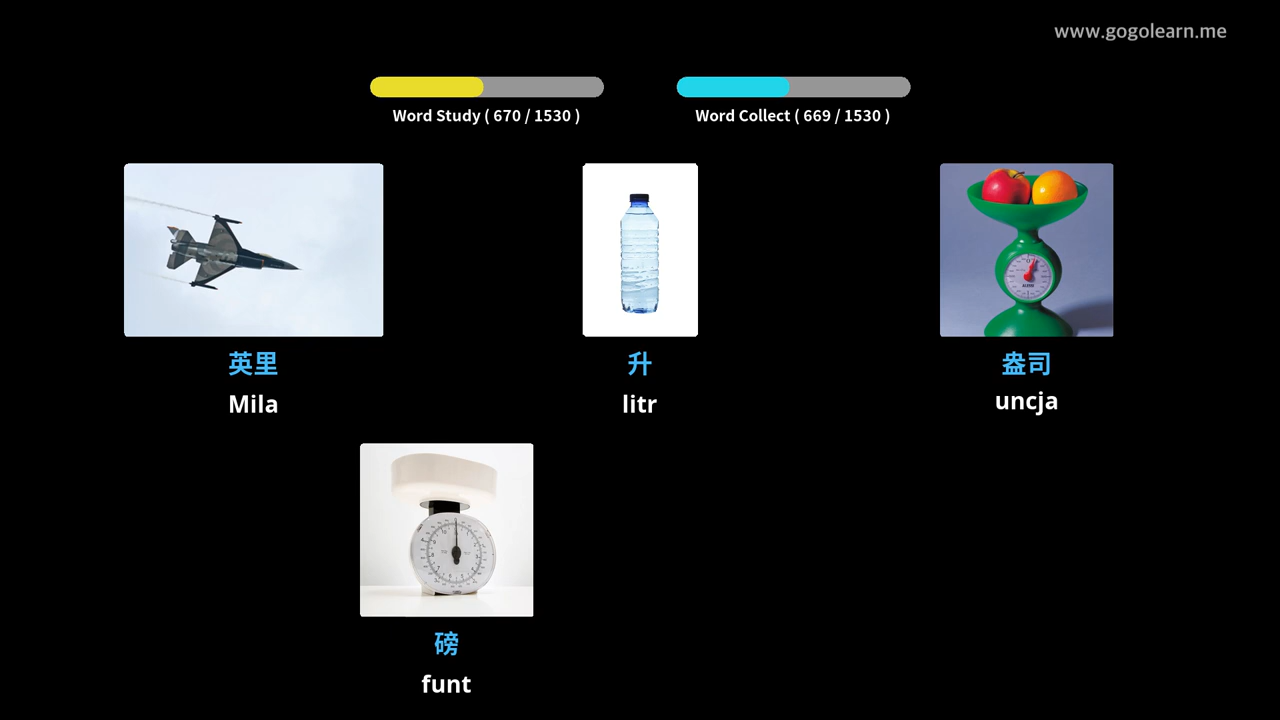 www.gogolearn.me
Word Study ( 670 / 1530 )
Word Collect ( 669 / 1530 )
英里
Mila
升
litr
盎司
uncja
磅
funt